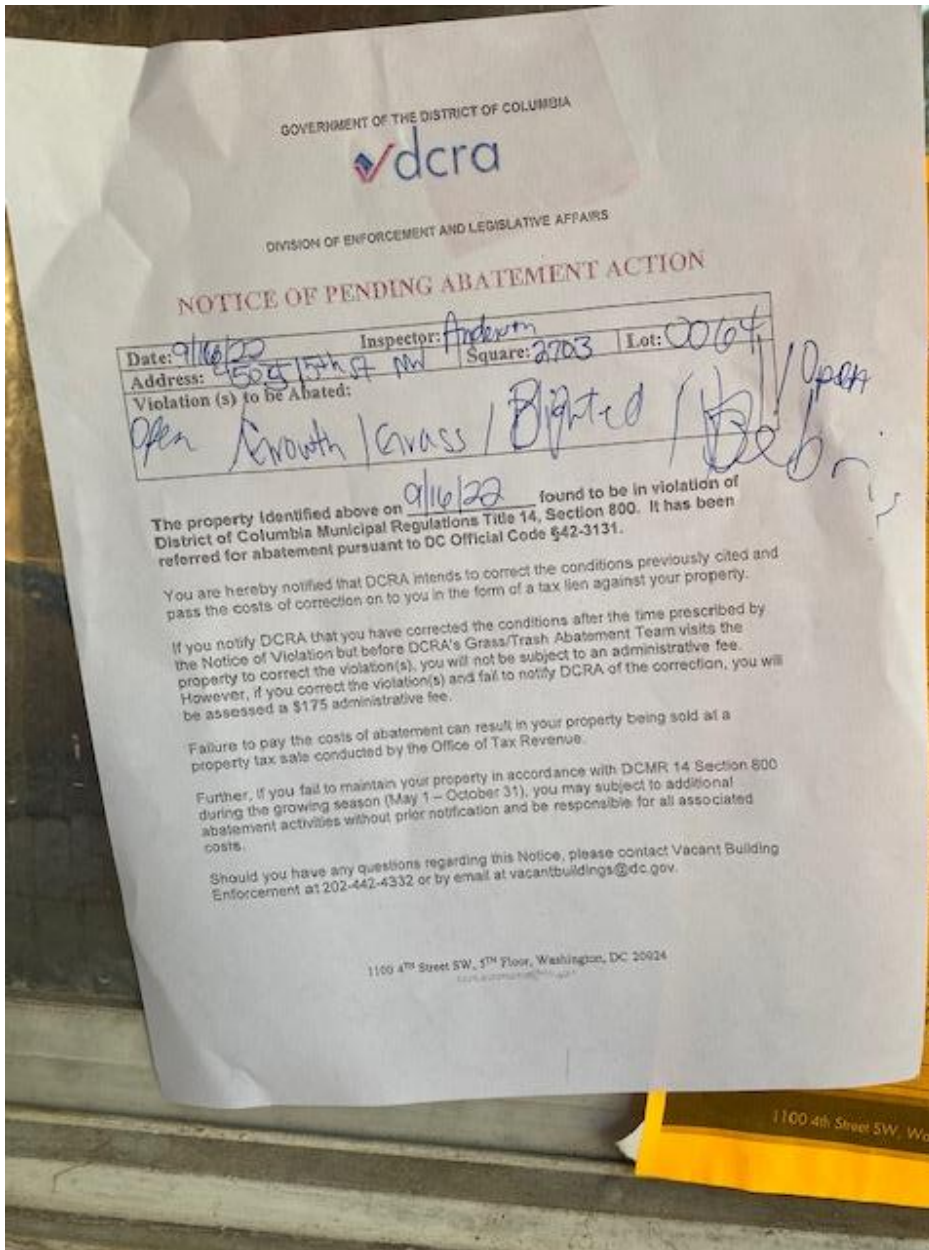 GOVERNMENT OF THE DISTRICT OF COLUMBIA
dcra
DIVISION OF ENFORCEMENT AND LEGISLATIVE AFFAIRS
NOTICE OF PENDING ABATEMENT ACTION
Date: 9/16/22 Inspector: Anderson
Address: 4505 15th St NW Square: 2703 Lot: 0064
Violation (s) to be Abated:
Open Growth / Grass / Blighted / Debris / Open
The property Identified above on 9/16/22 found to be in violation of
District of Columbia Municipal Regulations Title 14, Section 800. It has been
referred for abatement pursuant to DC Official Code §42-3131.
You are hereby notified that DCRA intends to correct the conditions previously cited and
pass the costs of correction on to you in the form of a tax lien against your property.
If you notify DCRA that you have corrected the conditions after the time prescribed by
the Notice of Violation but before DCRA's Grass/Trash Abatement Team visits the
property to correct the violation(s), you will not be subject to an administrative fee.
However, if you correct the violation(s) and fail to notify DCRA of the correction, you will
be assessed a $175 administrative fee.
Failure to pay the costs of abatement can result in your property being sold at a
property tax sale conducted by the Office of Tax Revenue.
Further, if you fail to maintain your property in accordance with DCMR 14 Section 800
during the growing season (May 1 – October 31), you may subject to additional
abatement activities without prior notification and be responsible for all associated
costs.
Should you have any questions regarding this Notice, please contact Vacant Building
Enforcement at 202-442-4332 or by email at vacantbuildings@dc.gov.
1100 4TH Street SW, 5TH Floor, Washington, DC 20024
1100 4th Street SW, Wa